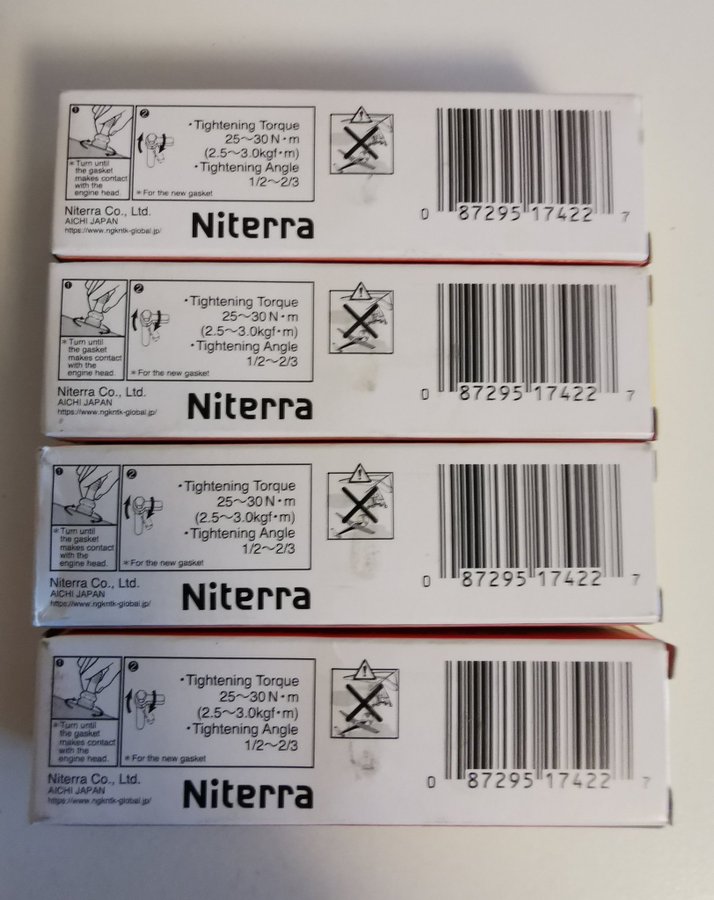 1
* Turn until
the gasket
makes contact
with the
engine head.
2
・Tightening Torque
25～30N・m
(2.5～3.0kgf・m)
・Tightening Angle
1/2～2/3
* For the new gasket
Niterra Co., Ltd.
AICHI JAPAN
https://www.ngkntk-global.jp/
Niterra
0 87295 17422 7
1
* Turn until
the gasket
makes contact
with the
engine head.
2
・Tightening Torque
25～30N・m
(2.5～3.0kgf・m)
・Tightening Angle
1/2～2/3
* For the new gasket
Niterra Co., Ltd.
AICHI JAPAN
https://www.ngkntk-global.jp/
Niterra
0 87295 17422 7
1
* Turn until
the gasket
makes contact
with the
engine head.
2
・Tightening Torque
25～30N・m
(2.5～3.0kgf・m)
・Tightening Angle
1/2～2/3
* For the new gasket
Niterra Co., Ltd.
AICHI JAPAN
https://www.ngkntk-global.jp/
Niterra
0 87295 17422 7
1
* Turn until
the gasket
makes contact
with the
engine head.
2
・Tightening Torque
25～30N・m
(2.5～3.0kgf・m)
・Tightening Angle
1/2～2/3
* For the new gasket
Niterra Co., Ltd.
AICHI JAPAN
https://www.ngkntk-global.jp/
Niterra
0 87295 17422 7